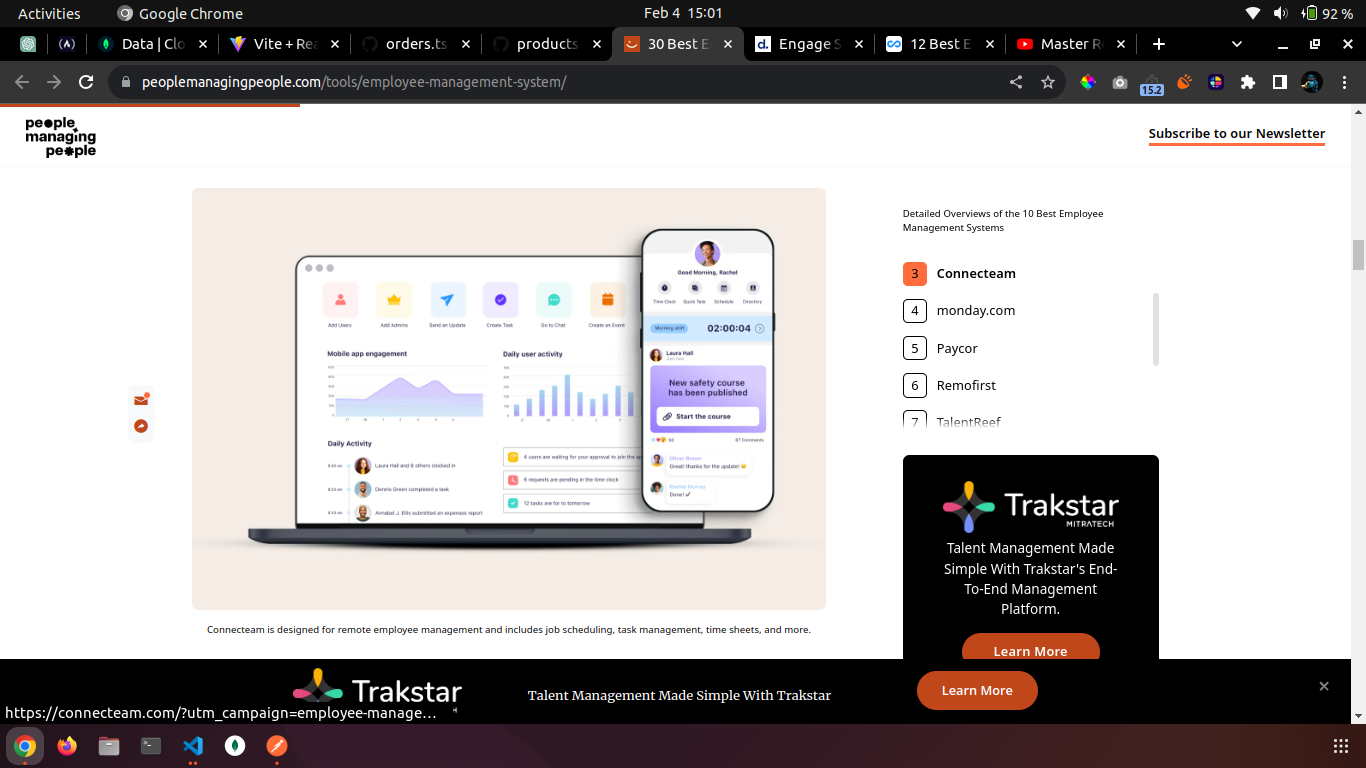 Activities
Google Chrome
Feb 4 15:01
92 %
Data | Clo
Vite + Rea
orders.ts
products
30 Best E
Engage S
12 Best E
Master R
peoplemanagingpeople.com/tools/employee-management-system/
15.2
people
managing
people
Subscribe to our Newsletter
Good Morning, Rachel
Time Clock Quick Task Schedule Directory
Morning shift 02:00:04
Laura Hall
New safety course
has been published
Start the course
Oliver Brown
Great! thanks for the update!
Rachel Murray
Done!
Add Users Add Admins Send an Update Create Task Go to Chat Create an Event
Mobile app engagement
Daily user activity
Daily Activity
Laura Hall and 8 others clocked in
Dennis Green completed a task
Annabel J. Ellis submitted an expenses report
4 users are waiting for your approval to join the
6 requests are pending in the time clock
12 tasks are for to tomorrow
Connecteam is designed for remote employee management and includes job scheduling, task management, time sheets, and more.
Detailed Overviews of the 10 Best Employee
Management Systems
3 Connecteam
4 monday.com
5 Paycor
6 Remofirst
7 TalentReef
Trakstar
MITRATECH
Talent Management Made
Simple With Trakstar's End-
To-End Management
Platform.
Learn More
Trakstar
Talent Management Made Simple With Trakstar
Learn More
https://connecteam.com/?utm_campaign=employee-manage…